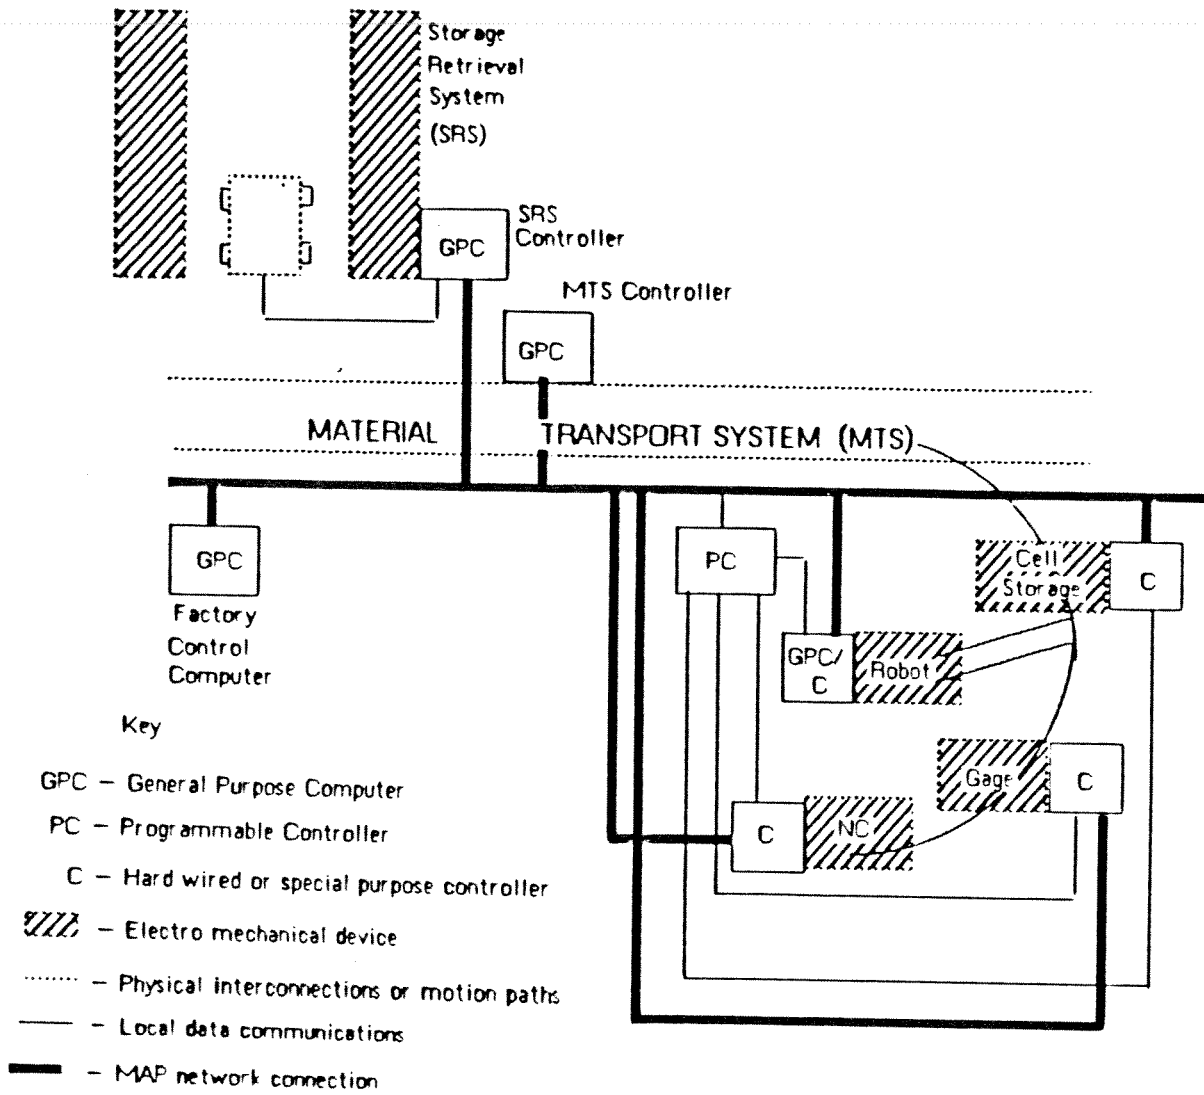 Storage
Retrieval
System
(SRS)
SRS
Controller
GPC
MTS Controller
GPC
MATERIAL TRANSPORT SYSTEM (MTS)
GPC
Factory
Control
Computer
PC
Cell
Storage
C
GPC/
C
Robot
Gage
C
C
NC
Key
GPC – General Purpose Computer
PC – Programmable Controller
C – Hard wired or special purpose controller
– Electro mechanical device
– Physical interconnections or motion paths
– Local data communications
– MAP network connection